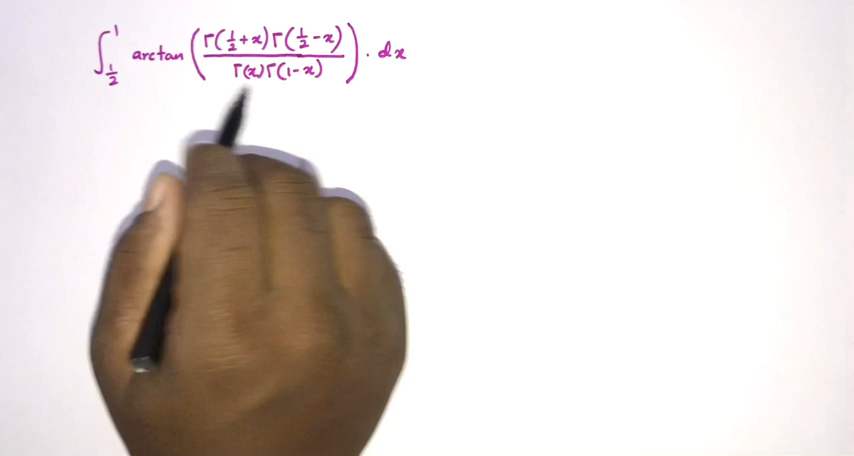 ∫_{1/2}^{1} arctan ( Γ(1/2+x)Γ(1/2-x) / Γ(x)Γ(1-x) ) · dx